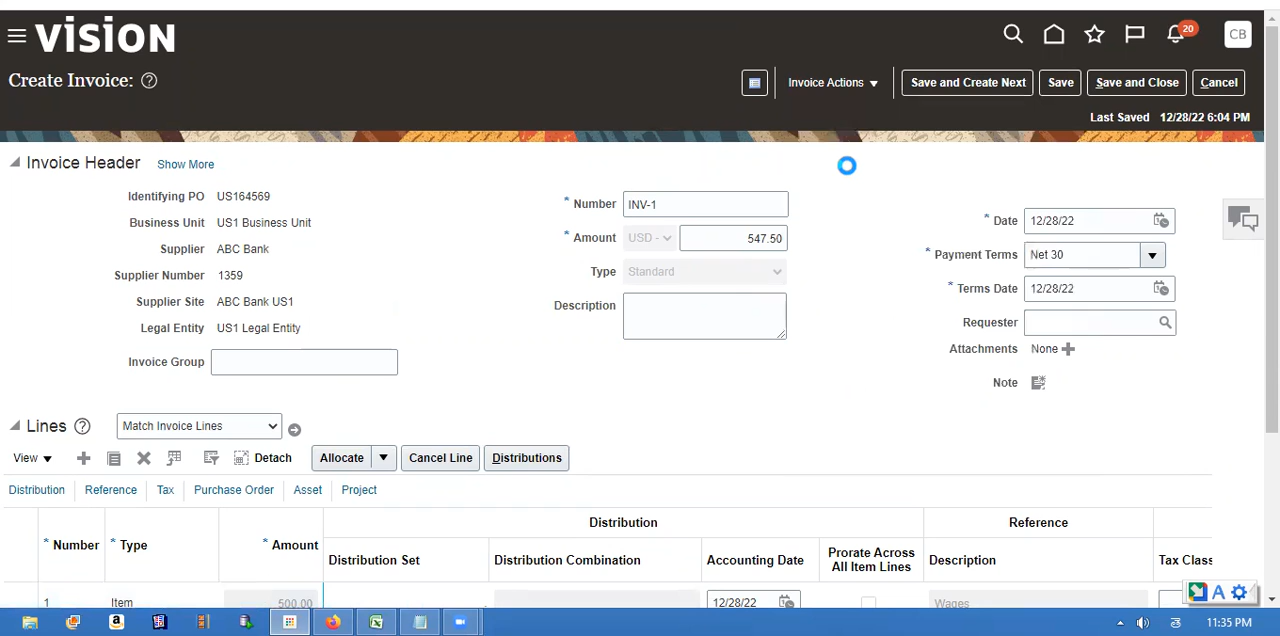 VISION
20
CB
Create Invoice:
Invoice Actions
Save and Create Next
Save
Save and Close
Cancel
Last Saved 12/28/22 6:04 PM
Invoice Header Show More
Identifying PO US164569
Business Unit US1 Business Unit
Supplier ABC Bank
Supplier Number 1359
Supplier Site ABC Bank US1
Legal Entity US1 Legal Entity
Invoice Group
* Number INV-1
* Amount USD - 547.50
Type Standard
Description
* Date 12/28/22
* Payment Terms Net 30
* Terms Date 12/28/22
Requester
Attachments None
Note
Lines Match Invoice Lines
View Detach Allocate Cancel Line Distributions
Distribution Reference Tax Purchase Order Asset Project
Distribution Reference
* Number * Type * Amount Distribution Set Distribution Combination Accounting Date Prorate Across All Item Lines Description Tax Class
1 Item 500.00 12/28/22 Wages
A
11:35 PM